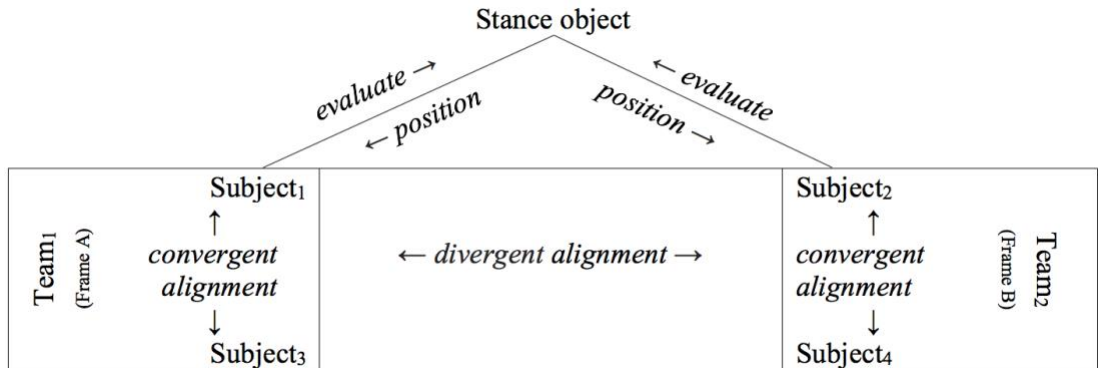 Stance object
evaluate →
← position
← evaluate
position →
Team₁
(Frame A)
Subject₁
↑
convergent
alignment
↓
Subject₃
← divergent alignment →
Subject₂
↑
convergent
alignment
↓
Subject₄
Team₂
(Frame B)